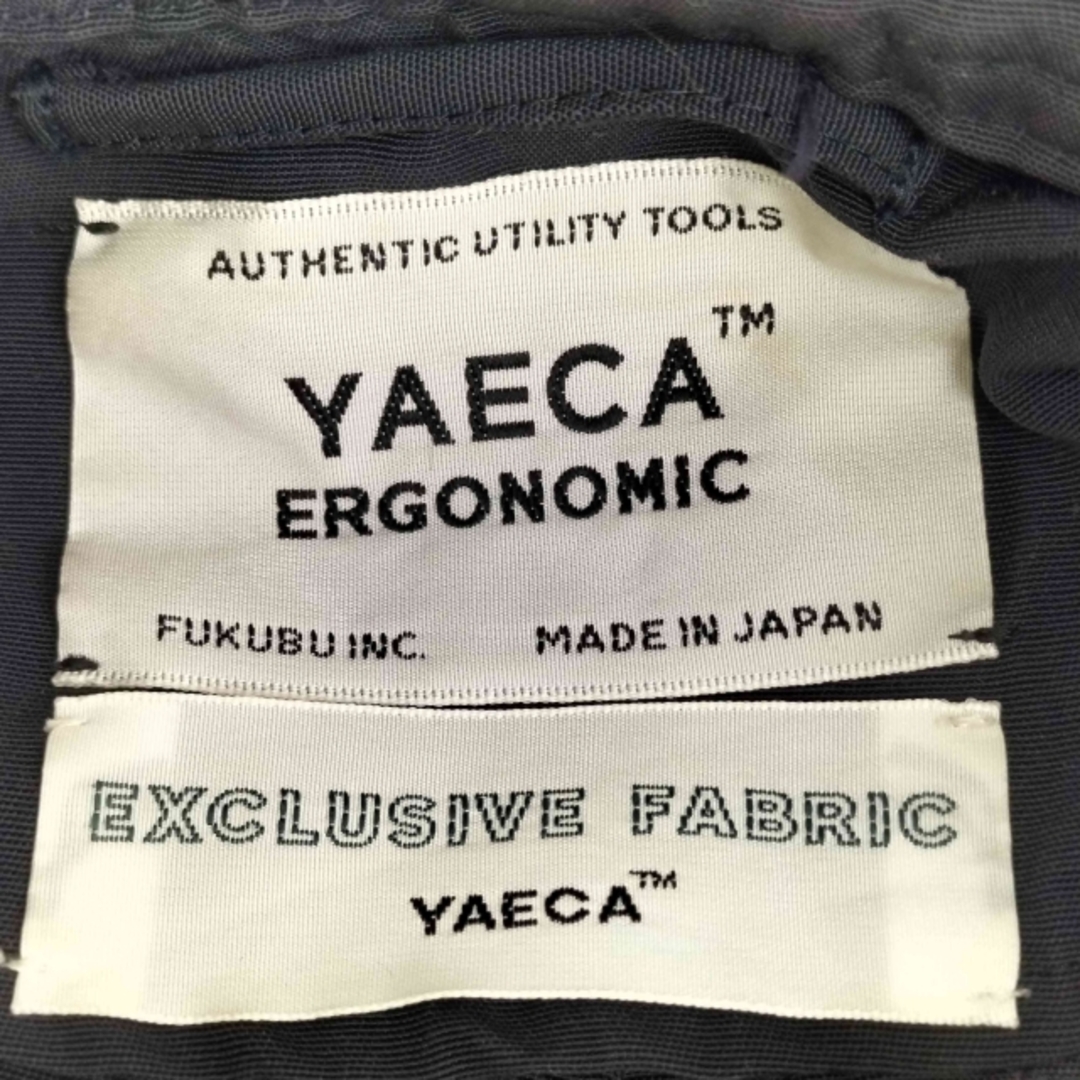 AUTHENTIC UTILITY TOOLS
YAECA™
ERGONOMIC
FUKUBU INC. MADE IN JAPAN
EXCLUSIVE FABRIC
YAECA™